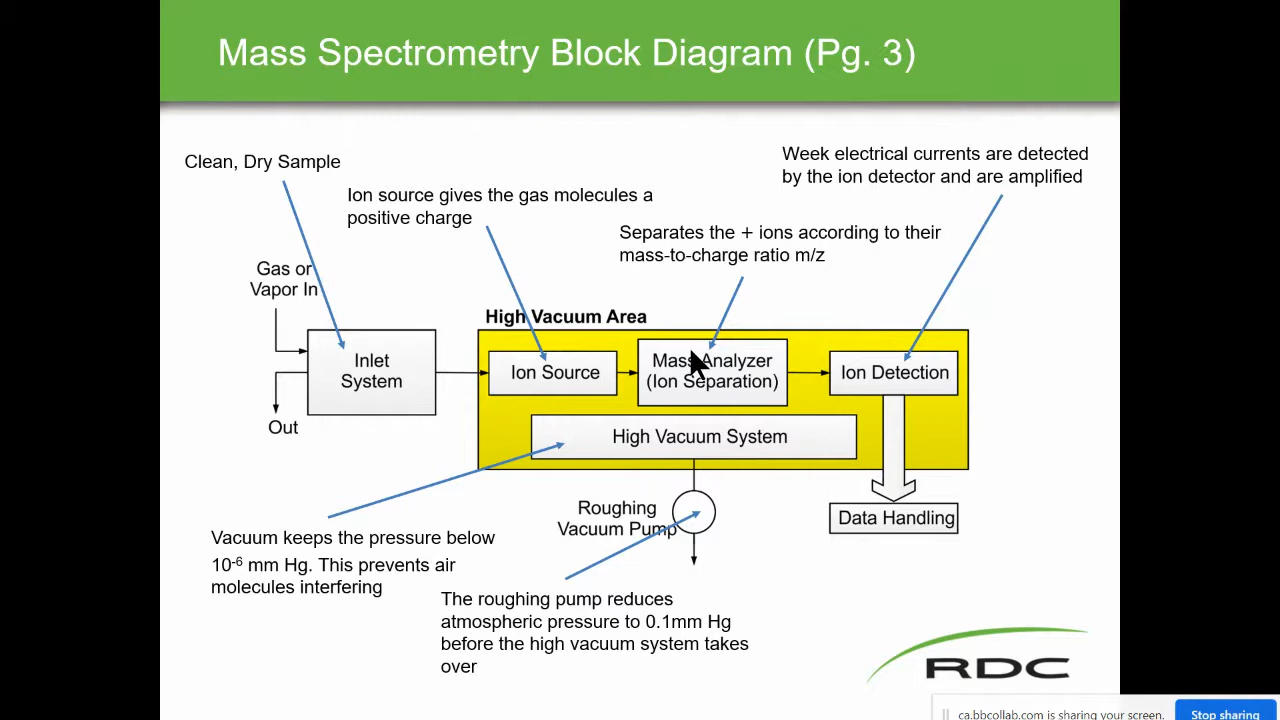 Mass Spectrometry Block Diagram (Pg. 3)
Clean, Dry Sample
Ion source gives the gas molecules a
positive charge
Week electrical currents are detected
by the ion detector and are amplified
Separates the + ions according to their
mass-to-charge ratio m/z
Gas or
Vapor In
High Vacuum Area
Inlet
System
Ion Source
Mass Analyzer
(Ion Separation)
Ion Detection
Out
High Vacuum System
Roughing
Vacuum Pump
Data Handling
Vacuum keeps the pressure below
10-6 mm Hg. This prevents air
molecules interfering
The roughing pump reduces
atmospheric pressure to 0.1mm Hg
before the high vacuum system takes
over
RDC
ca.bbcollab.com is sharing your screen.
Stop sharing